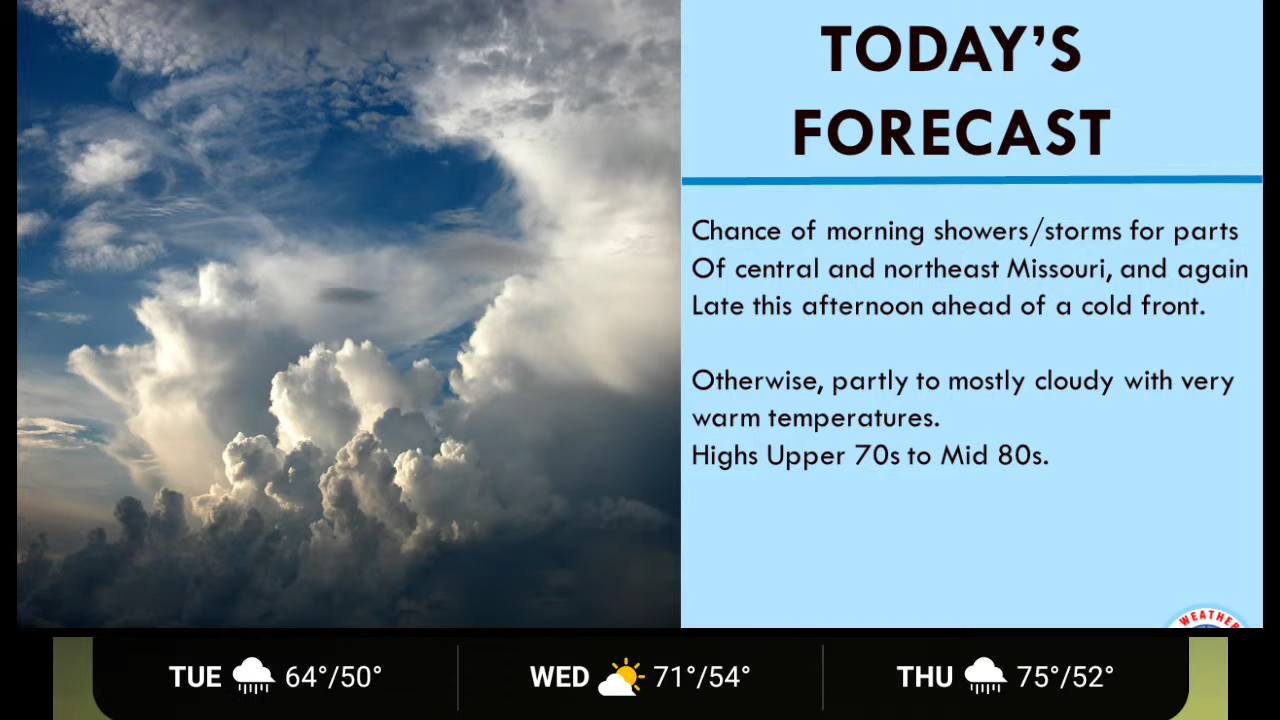 TODAY’S
FORECAST
Chance of morning showers/storms for parts
Of central and northeast Missouri, and again
Late this afternoon ahead of a cold front.
Otherwise, partly to mostly cloudy with very
warm temperatures.
Highs Upper 70s to Mid 80s.
WEATHER
TUE 64°/50°
WED 71°/54°
THU 75°/52°